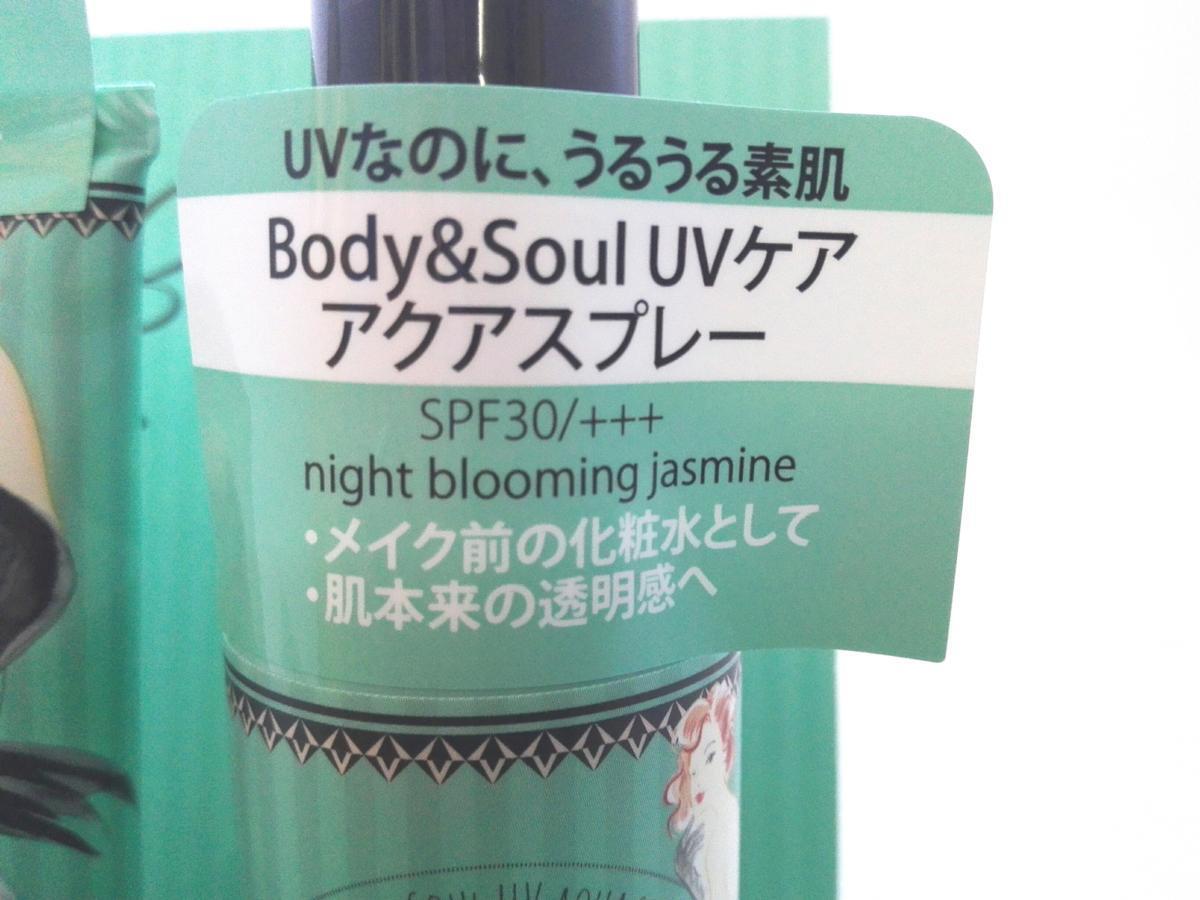 UVなのに、うるうる素肌
Body&Soul UVケア
アクアスプレー
SPF30/+++
night blooming jasmine
・メイク前の化粧水として
・肌本来の透明感へ